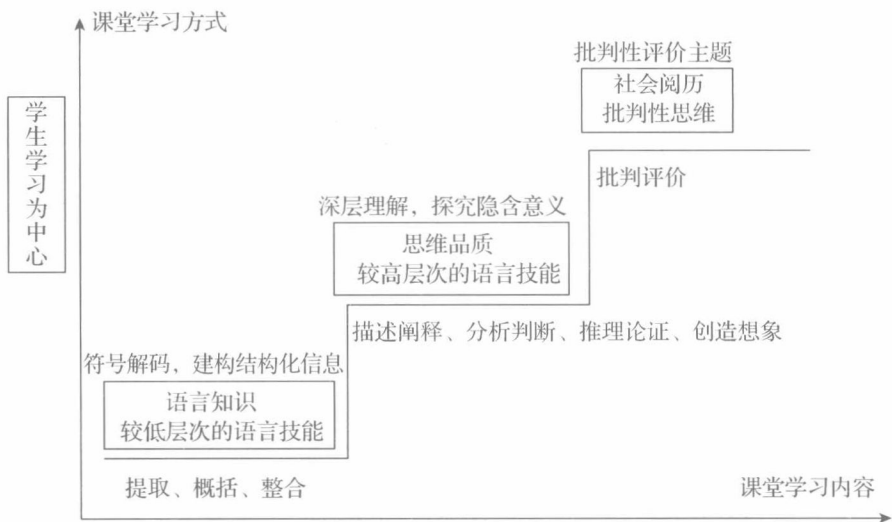 课堂学习方式
学生学习为中心
批判性评价主题
社会阅历
批判性思维
批判评价
深层理解，探究隐含意义
思维品质
较高层次的语言技能
描述阐释、分析判断、推理论证、创造想象
符号解码，建构结构化信息
语言知识
较低层次的语言技能
提取、概括、整合
课堂学习内容